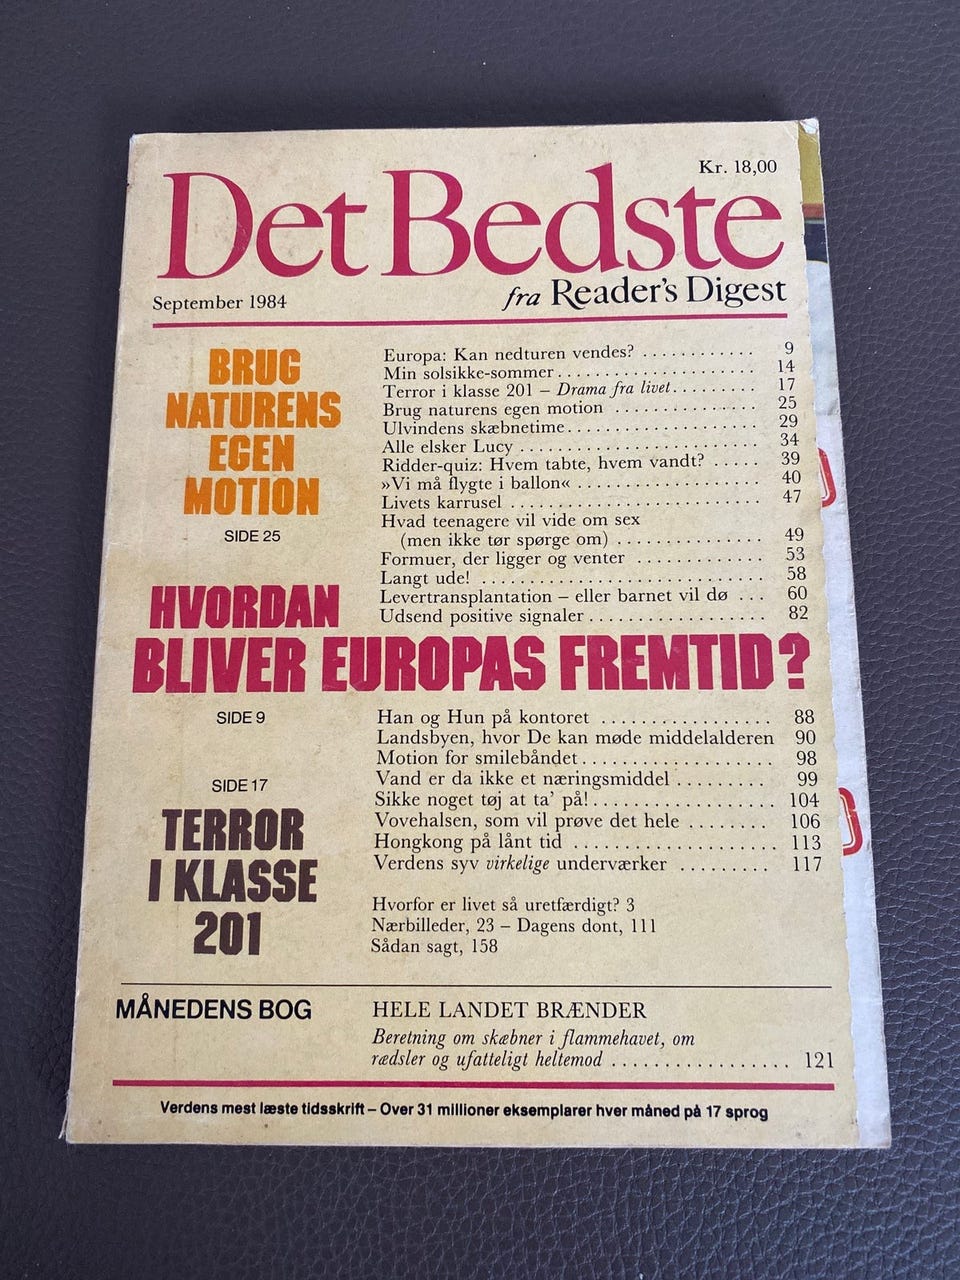 Kr. 18,00
Det Bedste
September 1984
fra Reader's Digest
BRUG
NATURENS
EGEN
MOTION
SIDE 25
Europa: Kan nedturen vendes? ............ 9
Min solsikke-sommer ...................... 14
Terror i klasse 201 – Drama fra livet ......... 17
Brug naturens egen motion ............... 25
Ulvindens skæbnetime .................... 29
Alle elsker Lucy ......................... 34
Ridder-quiz: Hvem tabte, hvem vandt? ..... 39
»Vi må flygte i ballon« ................... 40
Livets karrusel .......................... 47
Hvad teenagere vil vide om sex
(men ikke tør spørge om) ............... 49
Formuer, der ligger og venter ............. 53
Langt ude! ............................. 58
Levertransplantation – eller barnet vil dø ... 60
Udsend positive signaler .................. 82
HVORDAN
BLIVER EUROPAS FREMTID?
SIDE 9
Han og Hun på kontoret ................. 88
Landsbyen, hvor De kan møde middelalderen 90
Motion for smilebåndet ................... 98
Vand er da ikke et næringsmiddel ......... 99
Sikke noget tøj at ta' på! .................. 104
Vovehalsen, som vil prøve det hele ........ 106
Hongkong på lånt tid .................... 113
Verdens syv virkelige underværker ......... 117
SIDE 17
TERROR
I KLASSE
201
Hvorfor er livet så uretfærdigt? 3
Nærbilleder, 23 – Dagens dont, 111
Sådan sagt, 158
MÅNEDENS BOG
HELE LANDET BRÆNDER
Beretning om skæbner i flammehavet, om
rædsler og ufatteligt heltemod ................. 121
Verdens mest læste tidsskrift – Over 31 millioner eksemplarer hver måned på 17 sprog